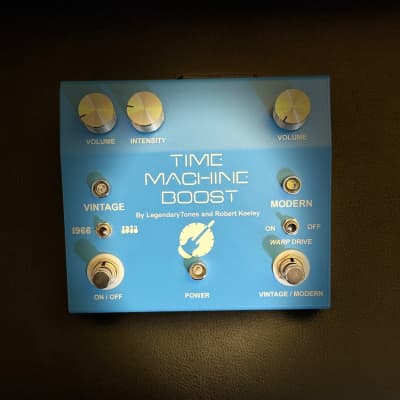 VOLUME
INTENSITY
VOLUME
TIME
MACHINE
BOOST
VINTAGE
MODERN
By LegendaryTones and Robert Keeley
1966
1973
ON
OFF
WARP DRIVE
ON / OFF
POWER
VINTAGE / MODERN